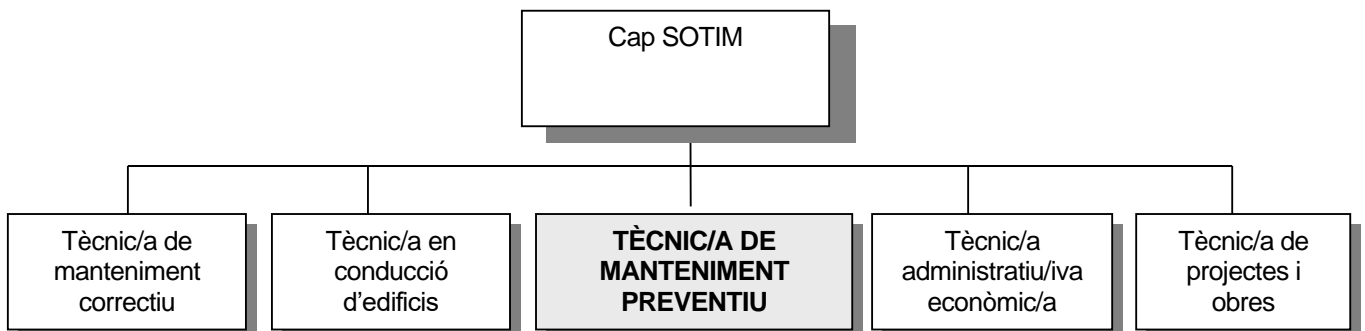 Cap SOTIM
Tècnic/a de
manteniment
correctiu
Tècnic/a en
conducció
d'edificis
TÈCNIC/A DE
MANTENIMENT
PREVENTIU
Tècnic/a
administratiu/iva
econòmic/a
Tècnic/a de
projectes i
obres